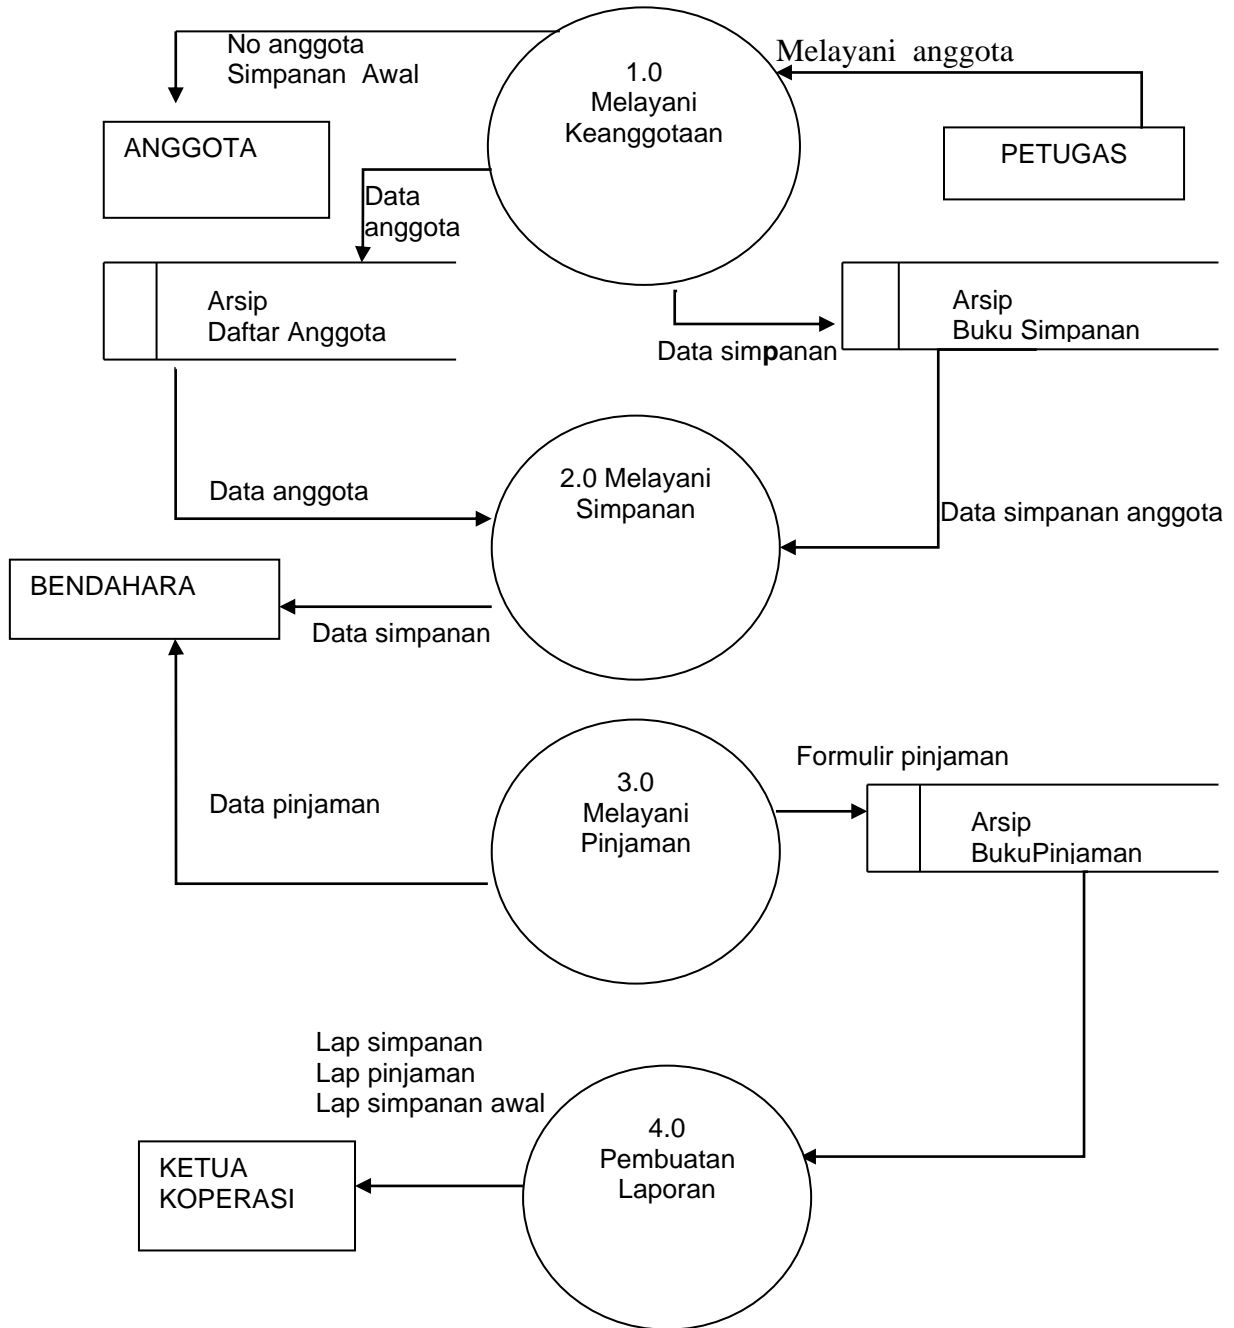 No anggota
Simpanan Awal
Melayani anggota
1.0
Melayani
Keanggotaan
ANGGOTA
PETUGAS
Data
anggota
Arsip
Daftar Anggota
Arsip
Buku Simpanan
Data simpanan
2.0 Melayani
Simpanan
Data anggota
Data simpanan anggota
BENDAHARA
Data simpanan
Formulir pinjaman
3.0
Melayani
Pinjaman
Data pinjaman
Arsip
BukuPinjaman
Lap simpanan
Lap pinjaman
Lap simpanan awal
4.0
Pembuatan
Laporan
KETUA
KOPERASI